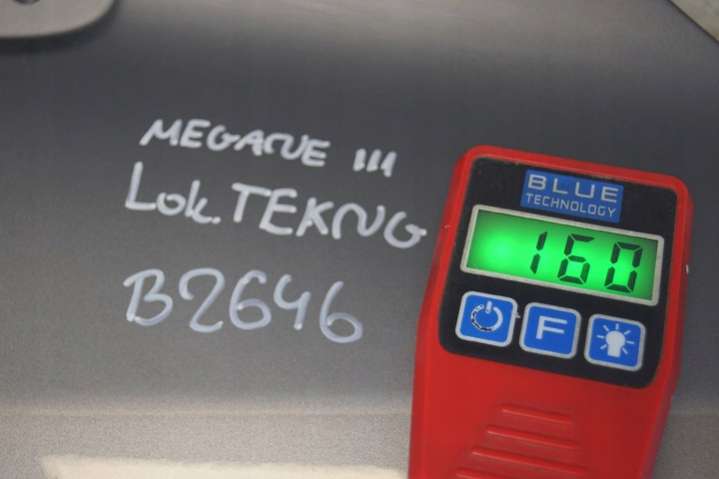 MEGANE III
Lok. TEKNG
B2646
BLUE
TECHNOLOGY
160
F